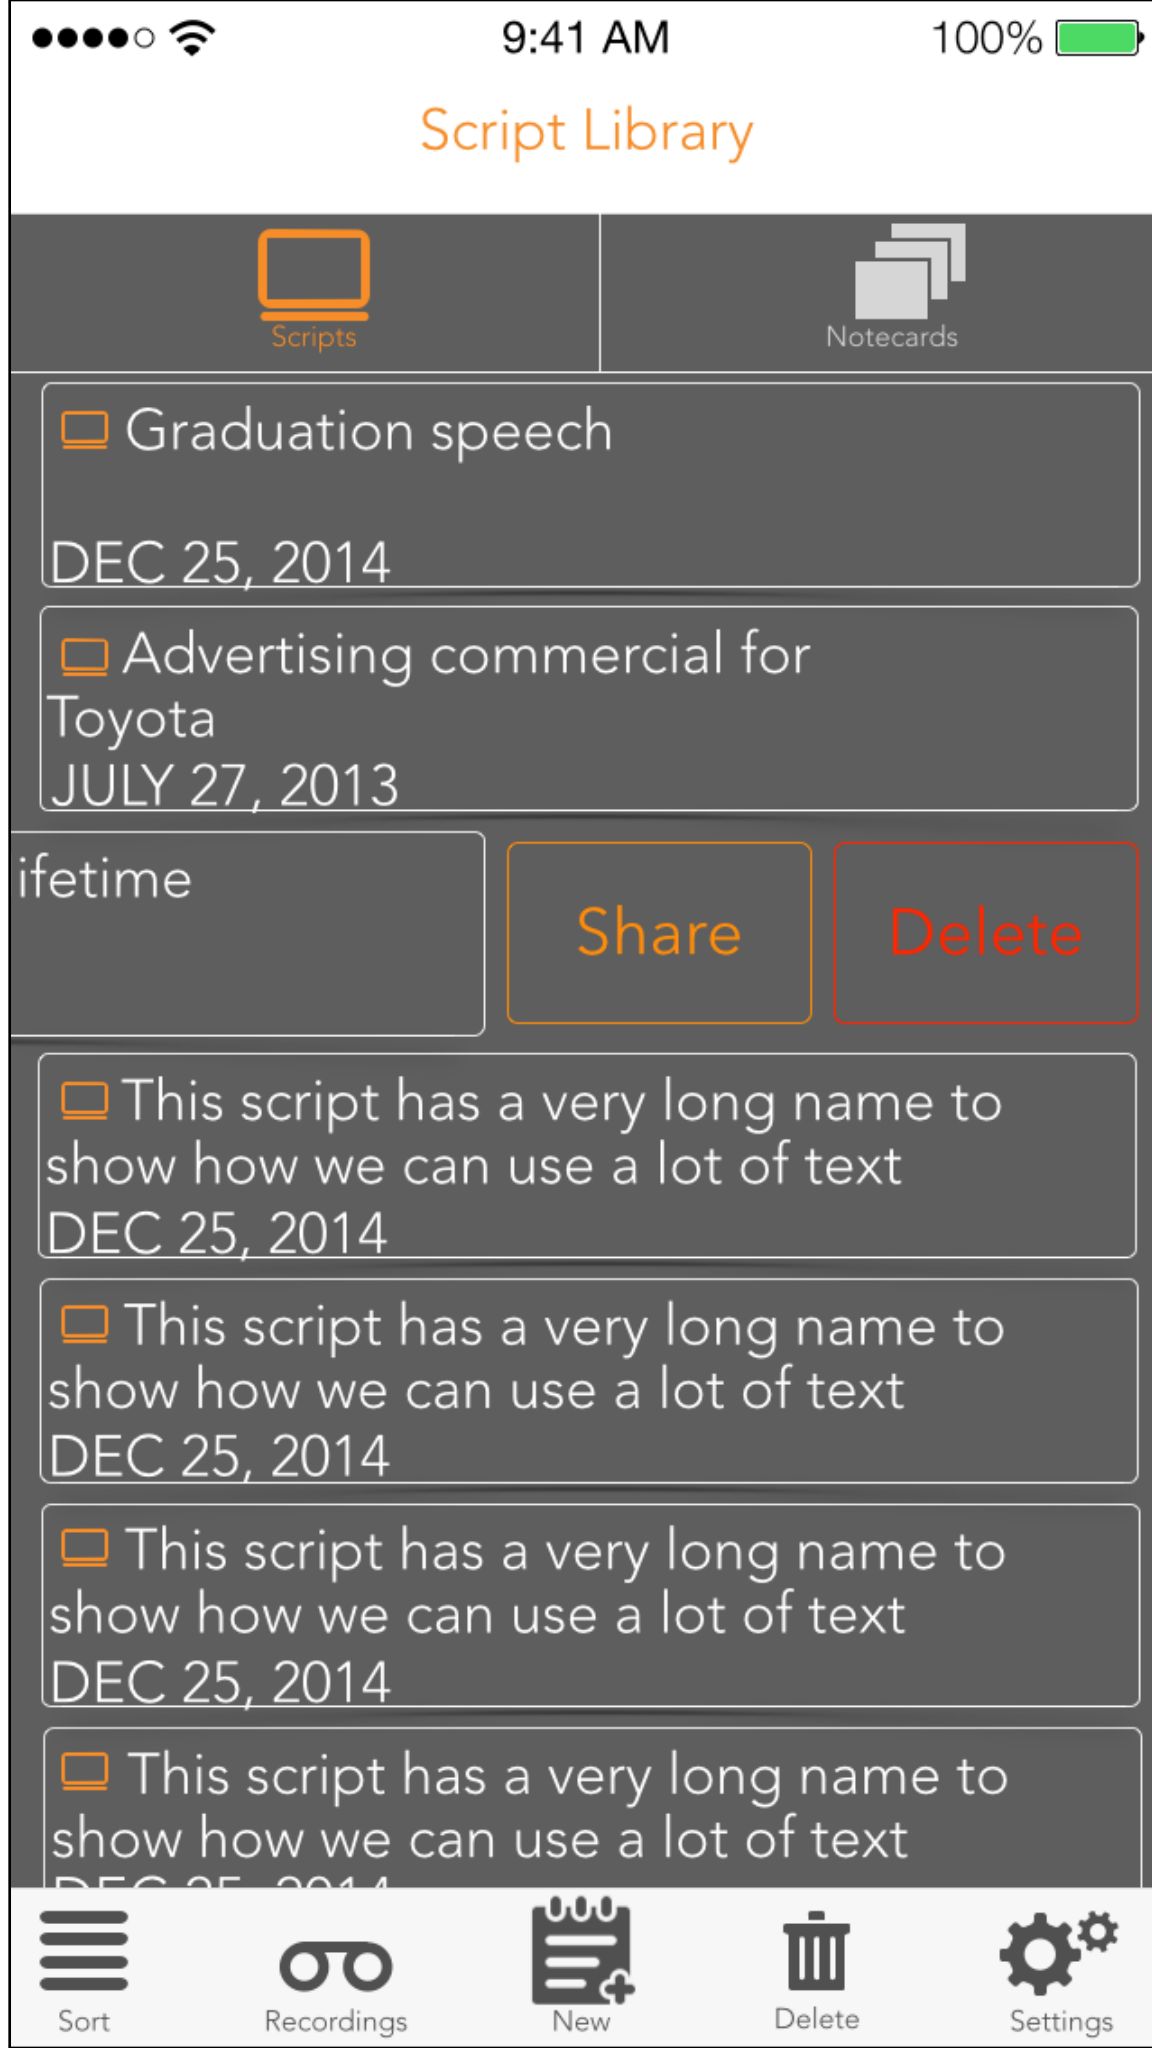 9:41 AM 100%
Script Library
Scripts Notecards
Graduation speech
DEC 25, 2014
Advertising commercial for
Toyota
JULY 27, 2013
ifetime Share Delete
This script has a very long name to
show how we can use a lot of text
DEC 25, 2014
This script has a very long name to
show how we can use a lot of text
DEC 25, 2014
This script has a very long name to
show how we can use a lot of text
DEC 25, 2014
This script has a very long name to
show how we can use a lot of text
DEC 25, 2014
Sort Recordings New Delete Settings